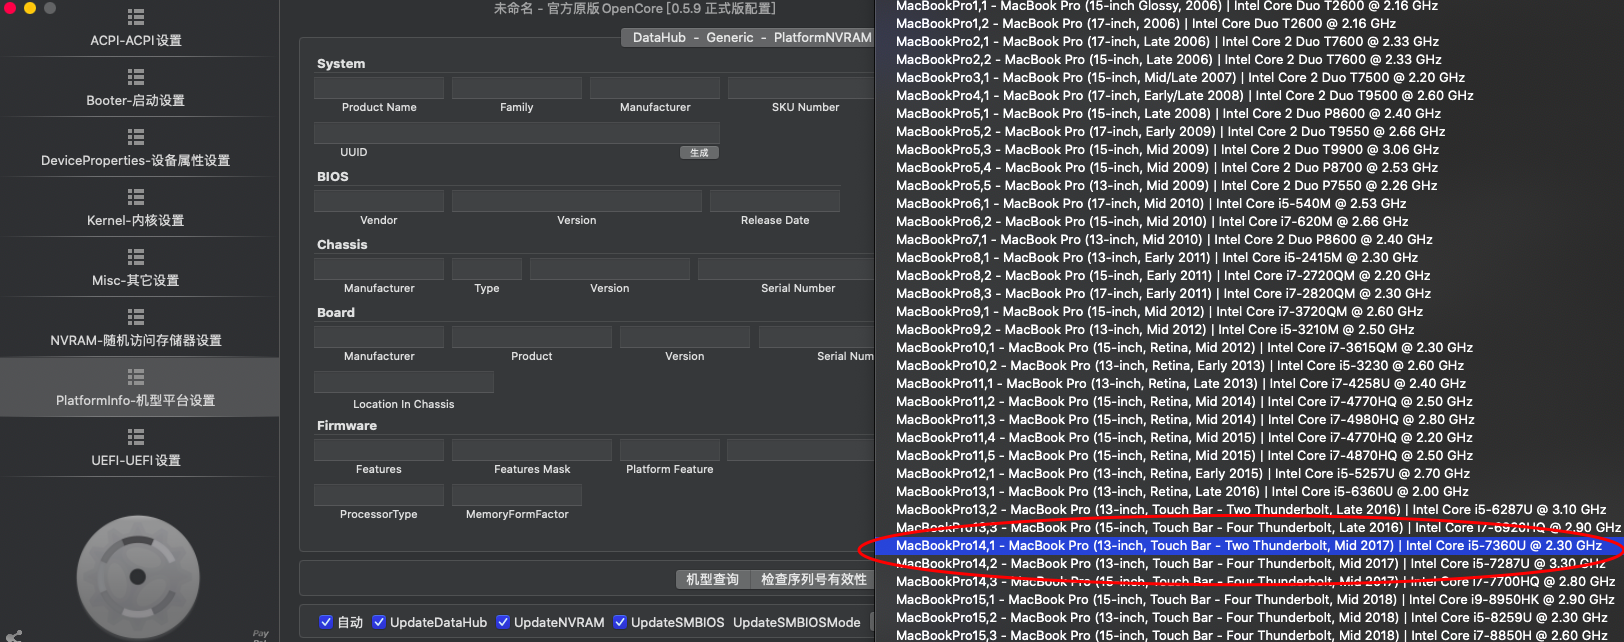 未命名 - 官方原版 OpenCore [0.5.9 正式版配置]
ACPI-ACPI 设置
Booter-启动设置
DeviceProperties-设备属性设置
Kernel-内核设置
Misc-其它设置
NVRAM-随机访问存储器设置
PlatformInfo-机型平台设置
UEFI-UEFI 设置
Pay
DataHub - Generic - PlatformNVRAM
System
Product Name Family Manufacturer SKU Number
UUID 生成
BIOS
Vendor Version Release Date
Chassis
Manufacturer Type Version Serial Number
Board
Manufacturer Product Version Serial Num
Location In Chassis
Firmware
Features Features Mask Platform Feature
ProcessorType MemoryFormFactor
机型查询 检查序列号有效性
自动 UpdateDataHub UpdateNVRAM UpdateSMBIOS UpdateSMBIOSMode
MacBookPro1,1 - MacBook Pro (15-inch Glossy, 2006) | Intel Core Duo T2600 @ 2.16 GHz
MacBookPro1,2 - MacBook Pro (17-inch, 2006) | Intel Core Duo T2600 @ 2.16 GHz
MacBookPro2,1 - MacBook Pro (17-inch, Late 2006) | Intel Core 2 Duo T7600 @ 2.33 GHz
MacBookPro2,2 - MacBook Pro (15-inch, Late 2006) | Intel Core 2 Duo T7600 @ 2.33 GHz
MacBookPro3,1 - MacBook Pro (15-inch, Mid/Late 2007) | Intel Core 2 Duo T7500 @ 2.20 GHz
MacBookPro4,1 - MacBook Pro (17-inch, Early/Late 2008) | Intel Core 2 Duo T9500 @ 2.60 GHz
MacBookPro5,1 - MacBook Pro (15-inch, Late 2008) | Intel Core 2 Duo P8600 @ 2.40 GHz
MacBookPro5,2 - MacBook Pro (17-inch, Early 2009) | Intel Core 2 Duo T9550 @ 2.66 GHz
MacBookPro5,3 - MacBook Pro (15-inch, Mid 2009) | Intel Core 2 Duo T9900 @ 3.06 GHz
MacBookPro5,4 - MacBook Pro (15-inch, Mid 2009) | Intel Core 2 Duo P8700 @ 2.53 GHz
MacBookPro5,5 - MacBook Pro (13-inch, Mid 2009) | Intel Core 2 Duo P7550 @ 2.26 GHz
MacBookPro6,1 - MacBook Pro (17-inch, Mid 2010) | Intel Core i5-540M @ 2.53 GHz
MacBookPro6,2 - MacBook Pro (15-inch, Mid 2010) | Intel Core i7-620M @ 2.66 GHz
MacBookPro7,1 - MacBook Pro (13-inch, Mid 2010) | Intel Core 2 Duo P8600 @ 2.40 GHz
MacBookPro8,1 - MacBook Pro (13-inch, Early 2011) | Intel Core i5-2415M @ 2.30 GHz
MacBookPro8,2 - MacBook Pro (15-inch, Early 2011) | Intel Core i7-2720QM @ 2.20 GHz
MacBookPro8,3 - MacBook Pro (17-inch, Early 2011) | Intel Core i7-2820QM @ 2.30 GHz
MacBookPro9,1 - MacBook Pro (15-inch, Mid 2012) | Intel Core i7-3720QM @ 2.60 GHz
MacBookPro9,2 - MacBook Pro (13-inch, Mid 2012) | Intel Core i5-3210M @ 2.50 GHz
MacBookPro10,1 - MacBook Pro (15-inch, Retina, Mid 2012) | Intel Core i7-3615QM @ 2.30 GHz
MacBookPro10,2 - MacBook Pro (13-inch, Retina, Early 2013) | Intel Core i5-3230 @ 2.60 GHz
MacBookPro11,1 - MacBook Pro (13-inch, Retina, Late 2013) | Intel Core i7-4258U @ 2.40 GHz
MacBookPro11,2 - MacBook Pro (15-inch, Retina, Mid 2014) | Intel Core i7-4770HQ @ 2.50 GHz
MacBookPro11,3 - MacBook Pro (15-inch, Retina, Mid 2014) | Intel Core i7-4980HQ @ 2.80 GHz
MacBookPro11,4 - MacBook Pro (15-inch, Retina, Mid 2015) | Intel Core i7-4770HQ @ 2.20 GHz
MacBookPro11,5 - MacBook Pro (15-inch, Retina, Mid 2015) | Intel Core i7-4870HQ @ 2.50 GHz
MacBookPro12,1 - MacBook Pro (13-inch, Retina, Early 2015) | Intel Core i5-5257U @ 2.70 GHz
MacBookPro13,1 - MacBook Pro (13-inch, Retina, Late 2016) | Intel Core i5-6360U @ 2.00 GHz
MacBookPro13,2 - MacBook Pro (13-inch, Touch Bar - Two Thunderbolt, Late 2016) | Intel Core i5-6287U @ 3.10 GHz
MacBookPro13,3 - MacBook Pro (15-inch, Touch Bar - Four Thunderbolt, Late 2016) | Intel Core i7-6920HQ @ 2.90 GHz
MacBookPro14,1 - MacBook Pro (13-inch, Touch Bar - Two Thunderbolt, Mid 2017) | Intel Core i5-7360U @ 2.30 GHz
MacBookPro14,2 - MacBook Pro (13-inch, Touch Bar - Four Thunderbolt, Mid 2017) | Intel Core i5-7287U @ 3.30 GHz
MacBookPro14,3 - MacBook Pro (15-inch, Touch Bar - Four Thunderbolt, Mid 2017) | Intel Core i7-7700HQ @ 2.80 GHz
MacBookPro15,1 - MacBook Pro (15-inch, Touch Bar - Four Thunderbolt, Mid 2018) | Intel Core i9-8950HK @ 2.90 GHz
MacBookPro15,2 - MacBook Pro (13-inch, Touch Bar - Four Thunderbolt, Mid 2018) | Intel Core i5-8259U @ 2.30 GHz
MacBookPro15,3 - MacBook Pro (15-inch, Touch Bar - Four Thunderbolt, Mid 2018) | Intel Core i7-8850H @ 2.60 GHz